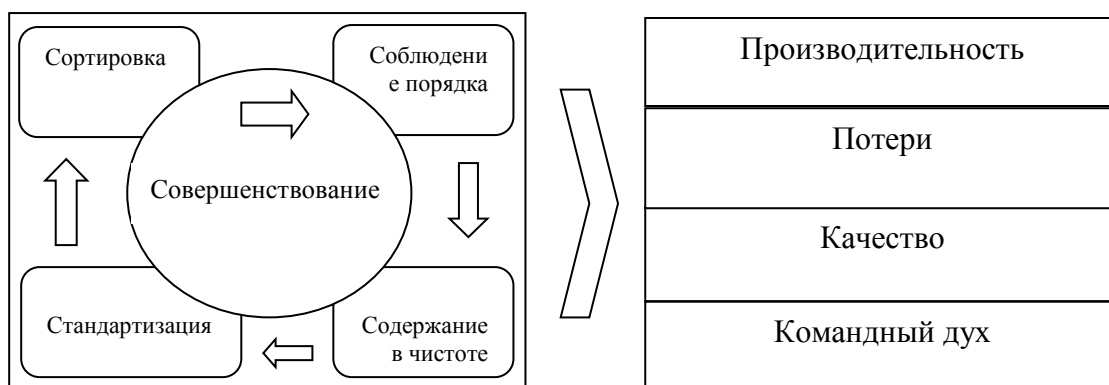 Сортировка
Соблюдени
е порядка
Совершенствование
Стандартизация
Содержание
в чистоте
Производительность
Потери
Качество
Командный дух